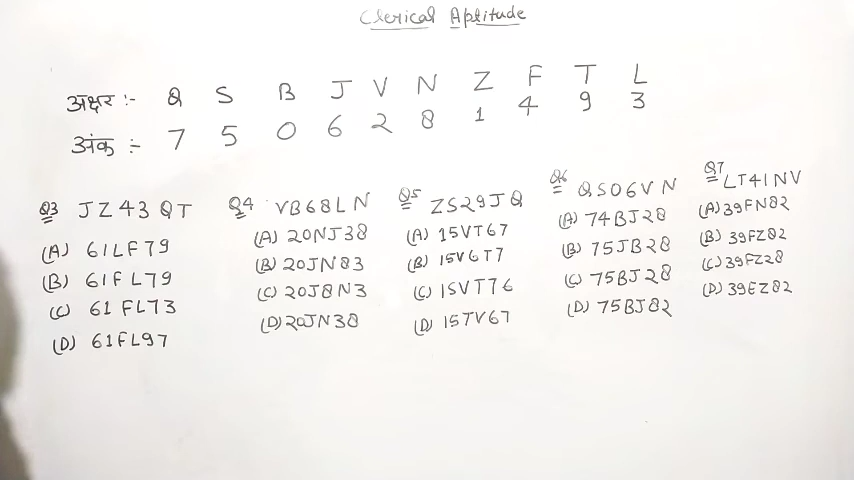 Clerical Aptitude
अक्षर :- Q S B J V N Z F T L
अंक :- 7 5 0 6 2 8 1 4 9 3
Q3 JZ43QT
(A) 61LF79
(B) 61FL79
(C) 61FL73
(D) 61FL97
Q4 VB68LN
(A) 20NJ38
(B) 20JN83
(C) 20J8N3
(D) 20JN38
Q5 ZS29JQ
(A) 15VT67
(B) 15V6T7
(C) 15VT76
(D) 15TV67
Q6 QS06VN
(A) 74BJ28
(B) 75JB28
(C) 75BJ28
(D) 75BJ82
Q7 LT41NV
(A) 39FN82
(B) 39FZ82
(C) 39FZ28
(D) 39EZ82